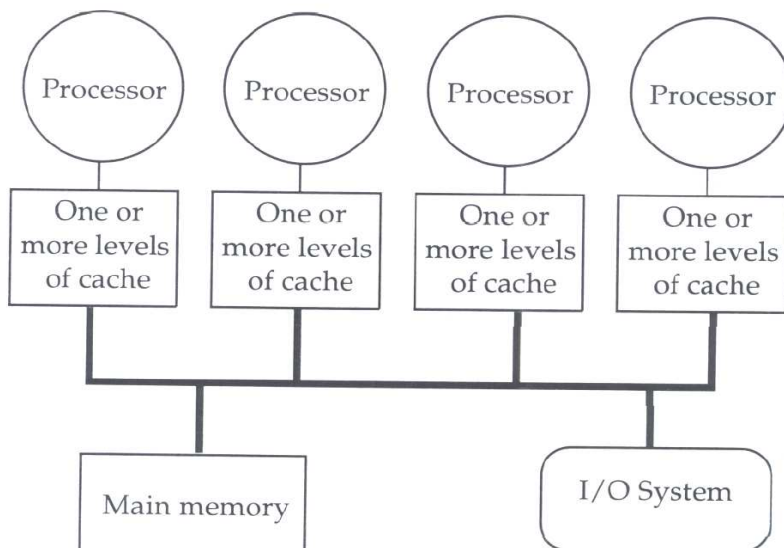 Processor
Processor
Processor
Processor
One or
more levels
of cache
One or
more levels
of cache
One or
more levels
of cache
One or
more levels
of cache
Main memory
I/O System